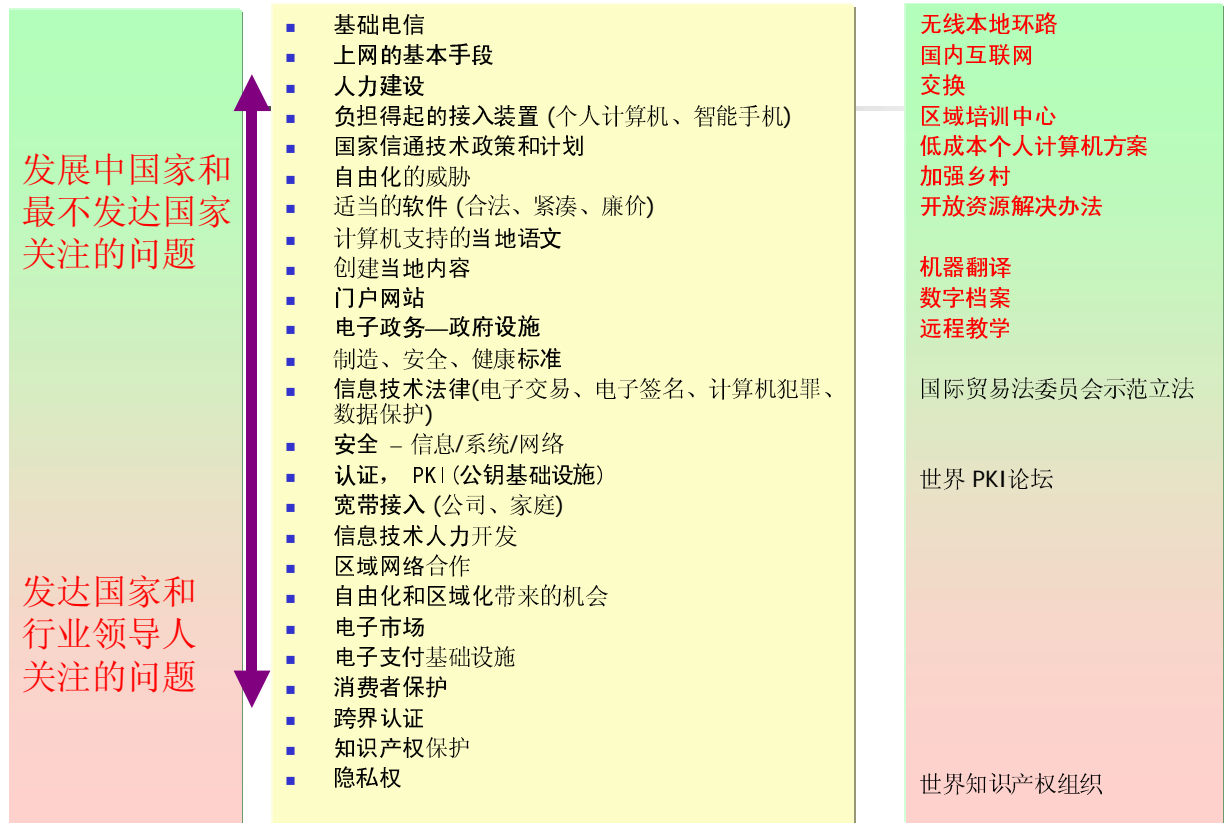 发展中国家和
最不发达国家
关注的问题
发达国家和
行业领导人
关注的问题
基础电信
上网的基本手段
人力建设
负担得起的接入装置 (个人计算机、智能手机)
国家信通技术政策和计划
自由化的威胁
适当的软件 (合法、紧凑、廉价)
计算机支持的当地语文
创建当地内容
门户网站
电子政务—政府设施
制造、安全、健康标准
信息技术法律(电子交易、电子签名、计算机犯罪、
数据保护)
安全 – 信息/系统/网络
认证， PKI(公钥基础设施)
宽带接入 (公司、家庭)
信息技术人力开发
区域网络合作
自由化和区域化带来的机会
电子市场
电子支付基础设施
消费者保护
跨界认证
知识产权保护
隐私权
无线本地环路
国内互联网
交换
区域培训中心
低成本个人计算机方案
加强乡村
开放资源解决办法
机器翻译
数字档案
远程教学
国际贸易法委员会示范立法
世界 PKI论坛
世界知识产权组织